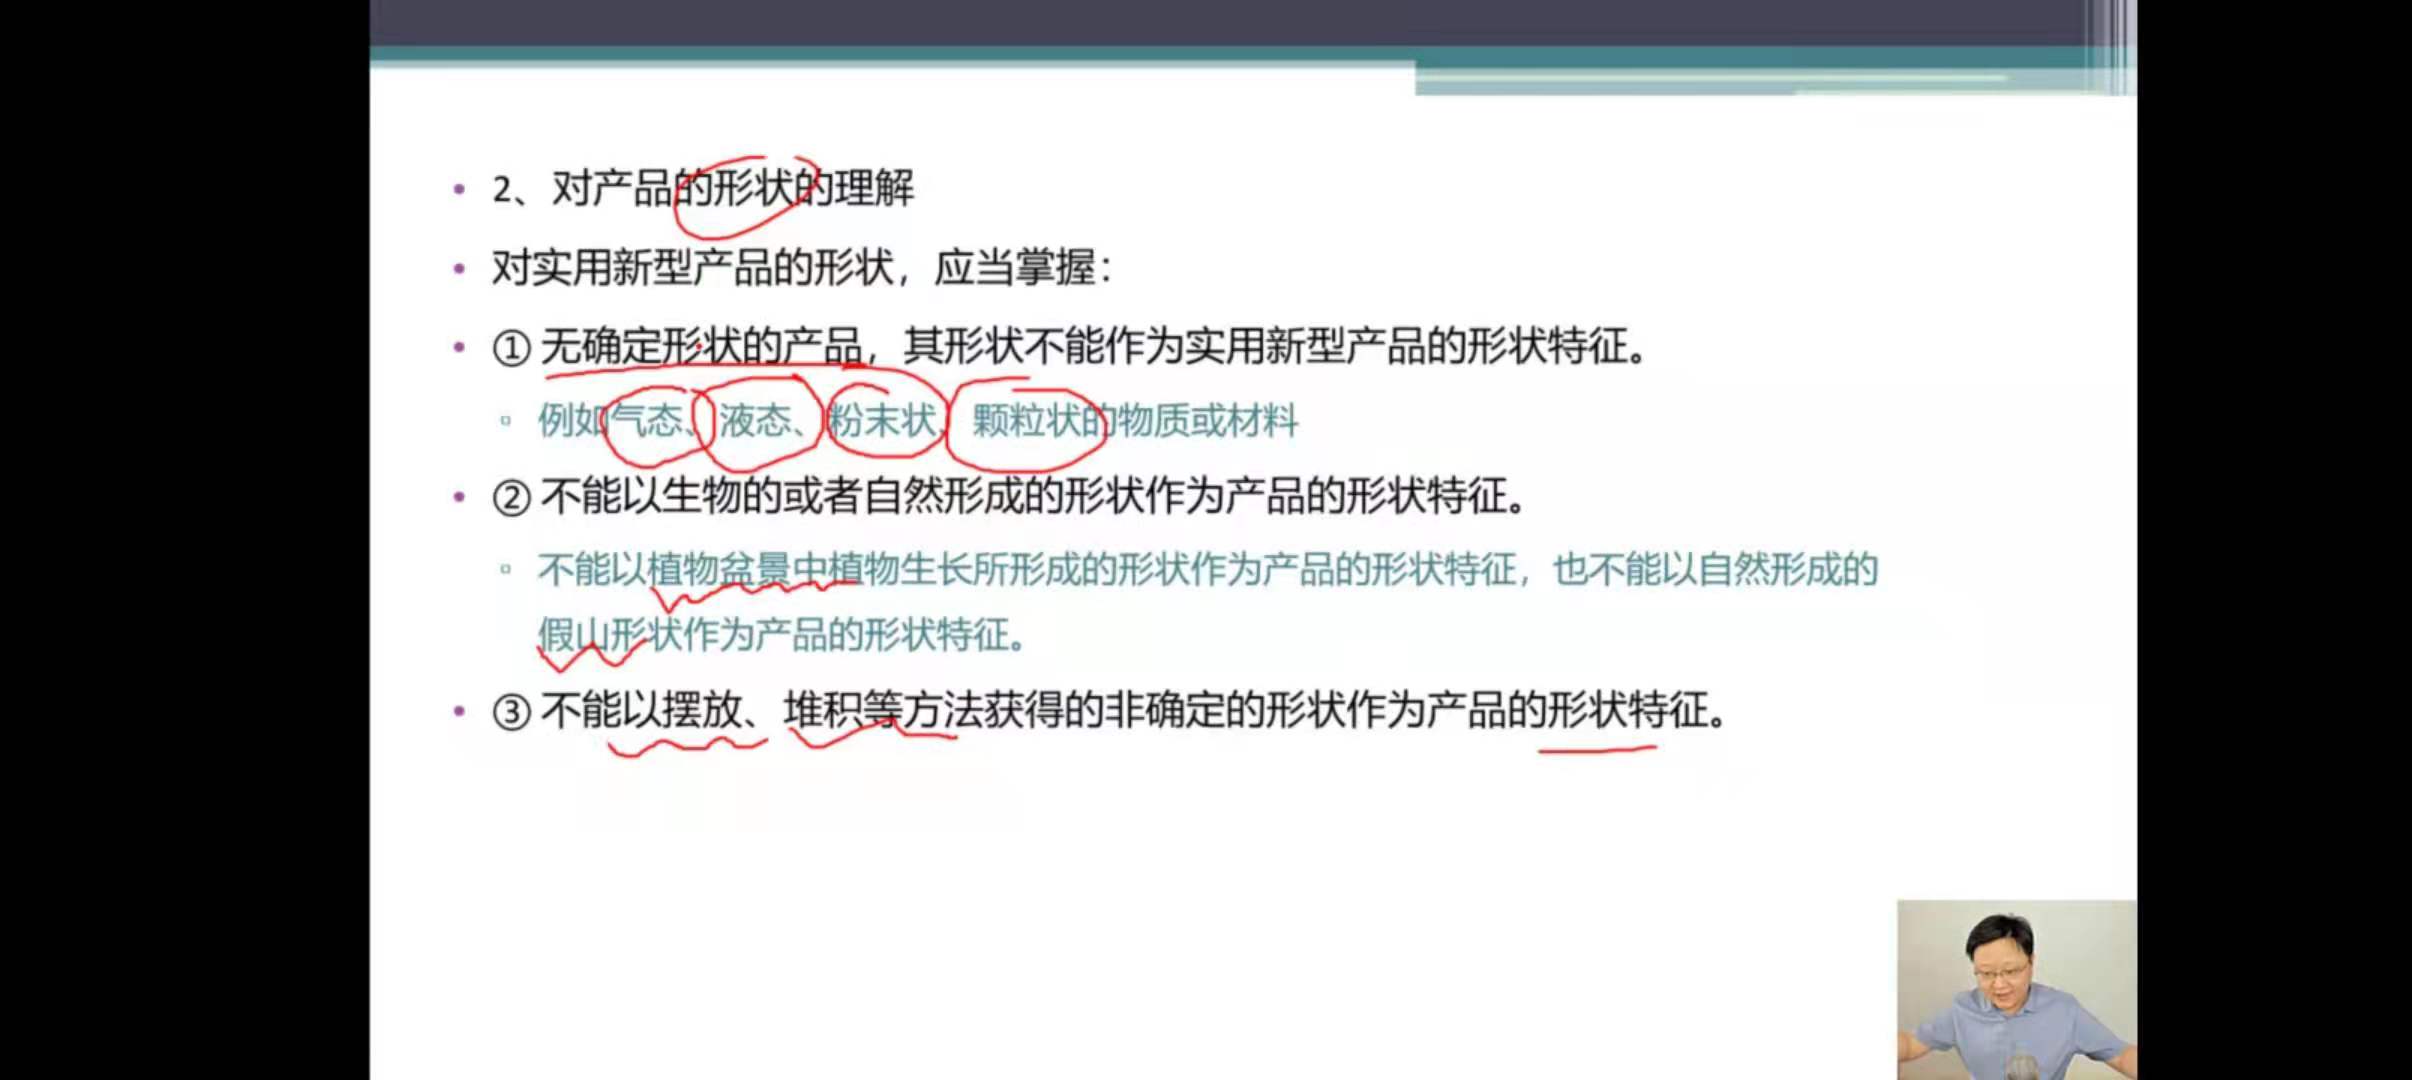 2、对产品的形状的理解
对实用新型产品的形状，应当掌握：
① 无确定形状的产品，其形状不能作为实用新型产品的形状特征。
例如气态、液态、粉末状、颗粒状的物质或材料
② 不能以生物的或者自然形成的形状作为产品的形状特征。
不能以植物盆景中植物生长所形成的形状作为产品的形状特征，也不能以自然形成的
假山形状作为产品的形状特征。
③ 不能以摆放、堆积等方法获得的非确定的形状作为产品的形状特征。